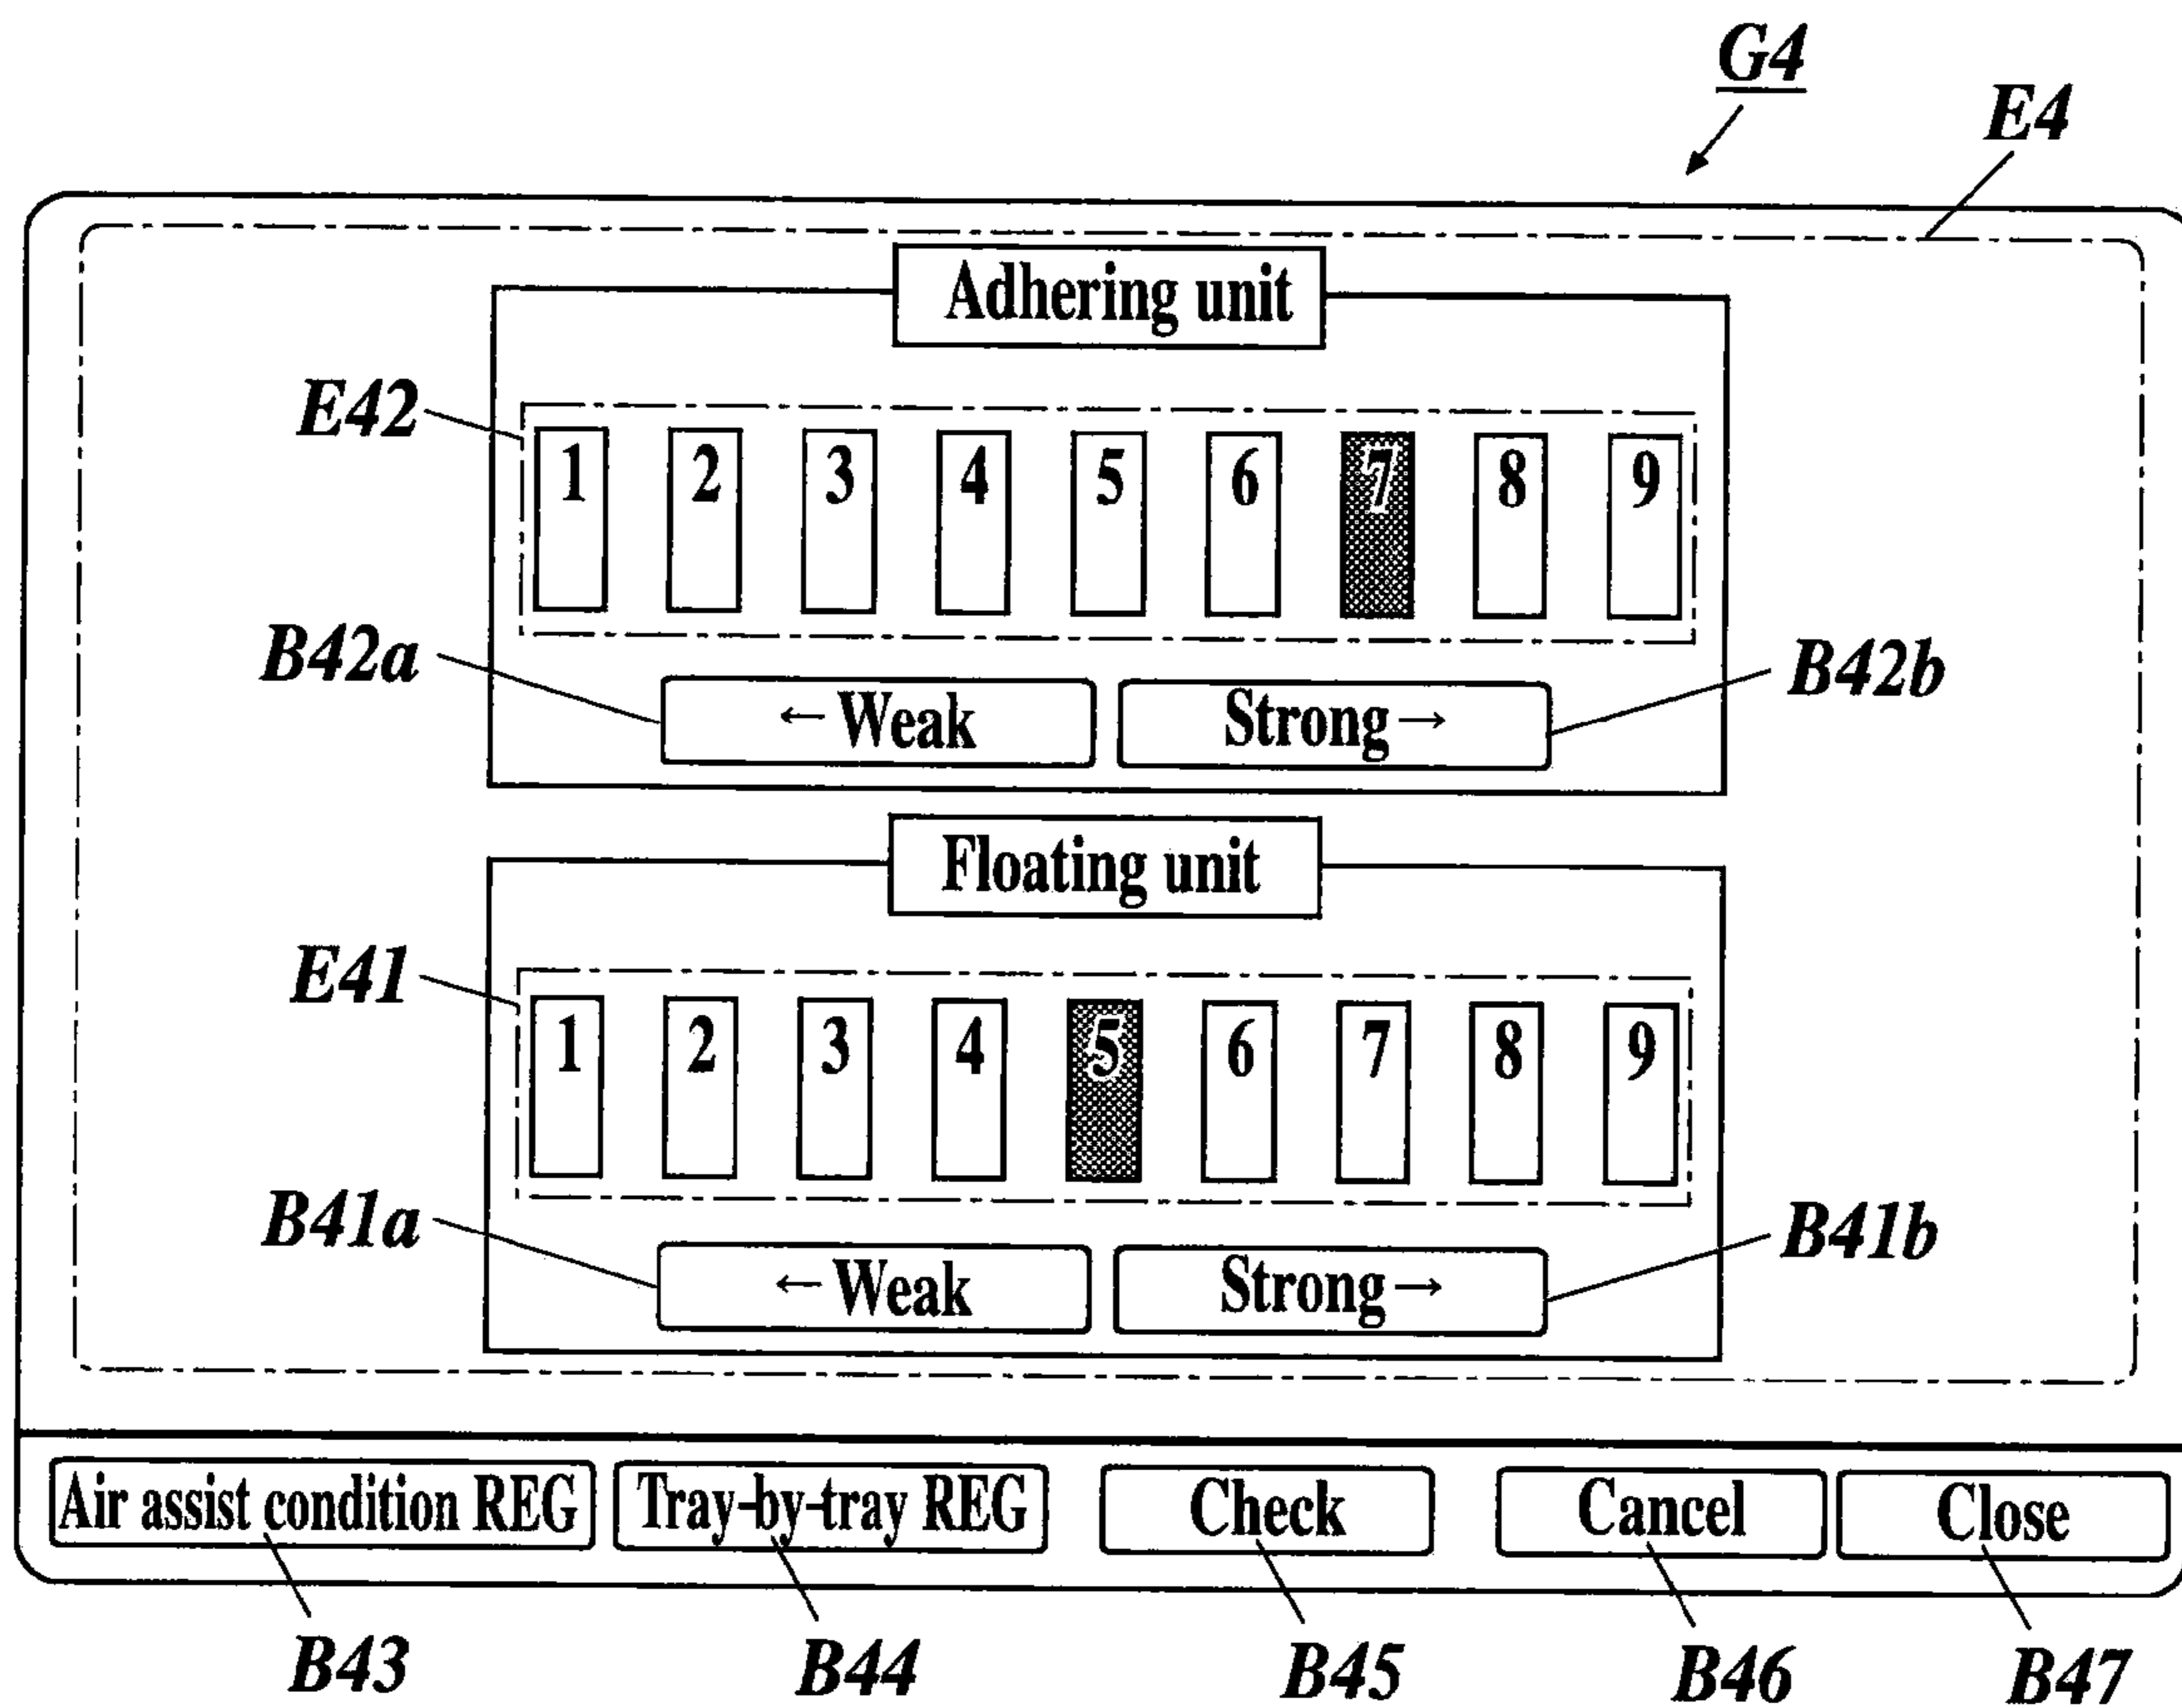 G4
E4
Adhering unit
E42
1 2 3 4 5 6 7 8 9
B42a
← Weak
Strong →
B42b
Floating unit
E41
1 2 3 4 5 6 7 8 9
B41a
← Weak
Strong →
B41b
Air assist condition REG
Tray-by-tray REG
Check
Cancel
Close
B43
B44
B45
B46
B47